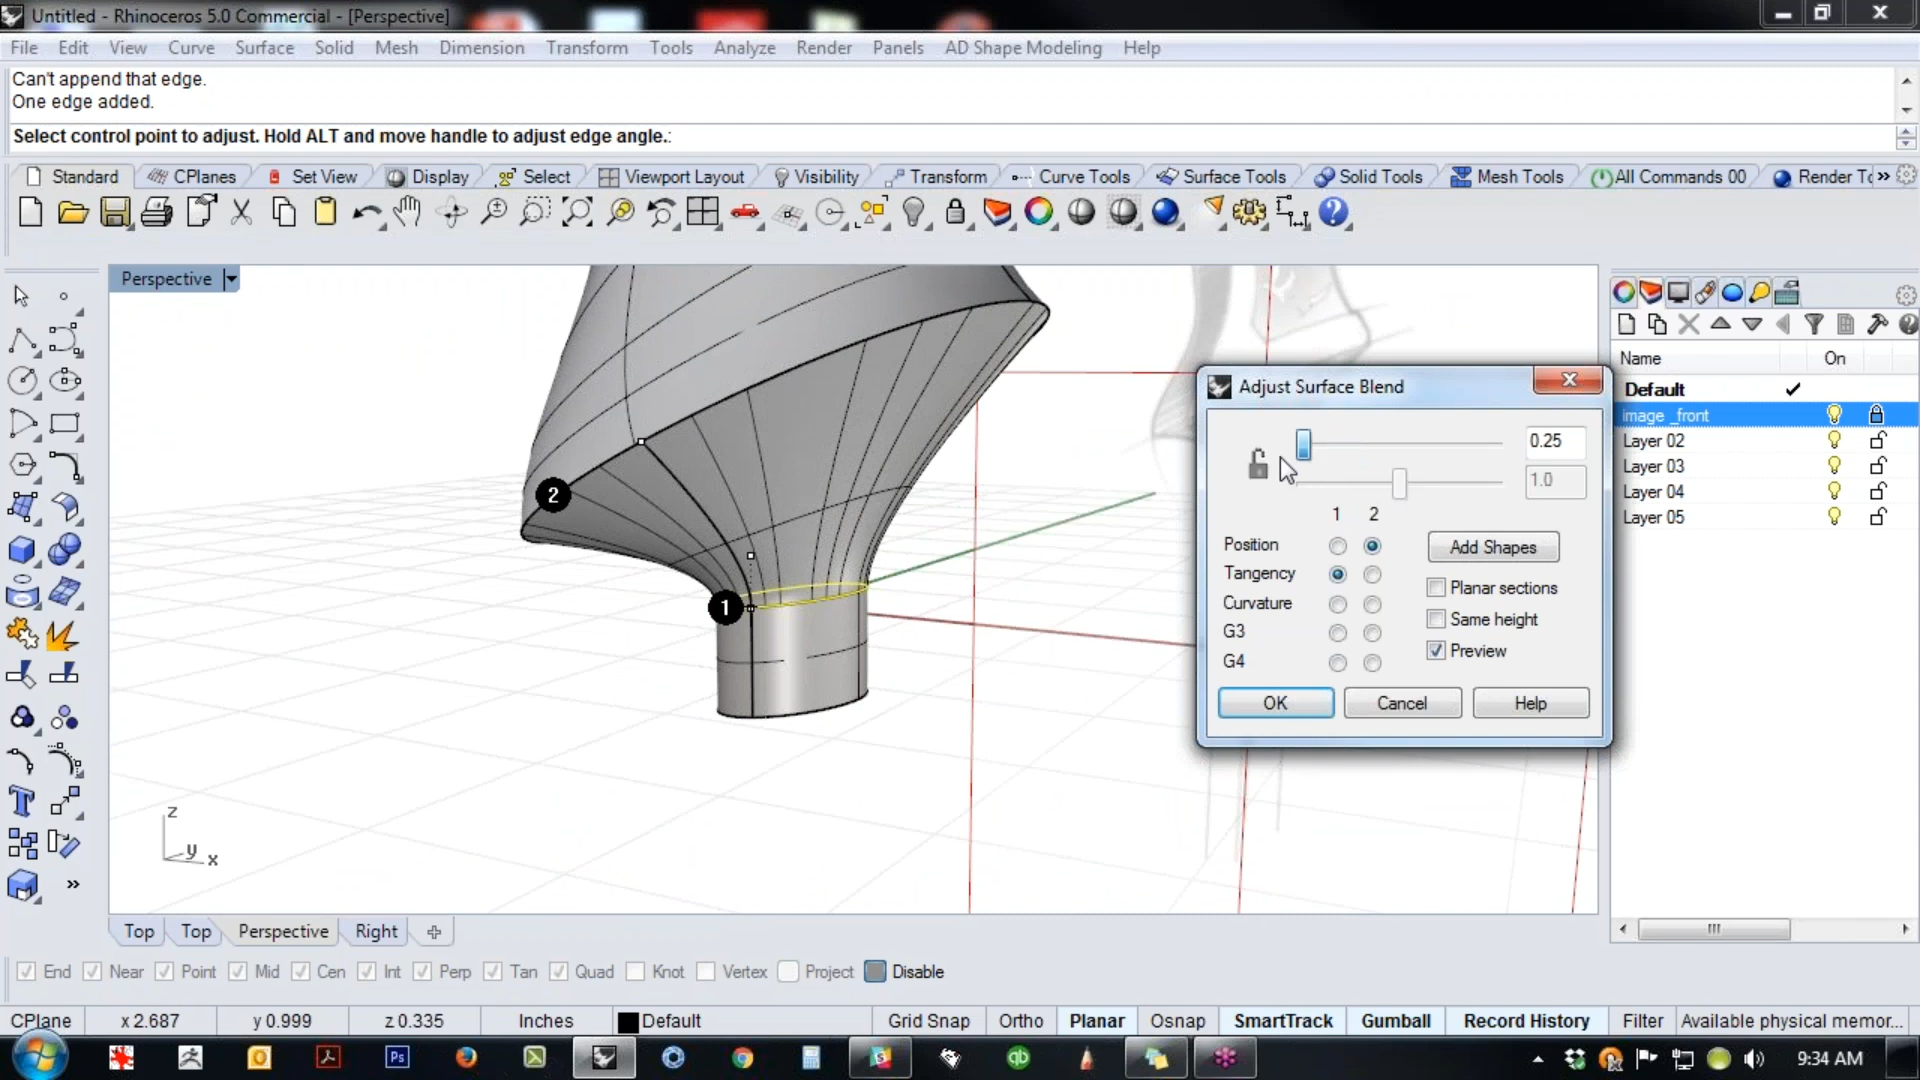 Untitled - Rhinoceros 5.0 Commercial - [Perspective]
File Edit View Curve Surface Solid Mesh Dimension Transform Tools Analyze Render Panels AD Shape Modeling Help
Can't append that edge.
One edge added.
Select control point to adjust. Hold ALT and move handle to adjust edge angle.:
Standard CPlanes Set View Display Select Viewport Layout Visibility Transform Curve Tools Surface Tools Solid Tools Mesh Tools All Commands 00 Render To »
Perspective
Name On
Default
image _front
Layer 02
Layer 03
Layer 04
Layer 05
Adjust Surface Blend
0.25
1.0
1 2
Position
Tangency
Curvature
G3
G4
Add Shapes
Planar sections
Same height
Preview
OK Cancel Help
2
1
z
y x
Top Top Perspective Right
End Near Point Mid Cen Int Perp Tan Quad Knot Vertex Project Disable
CPlane x 2.687 y 0.999 z 0.335 Inches Default Grid Snap Ortho Planar Osnap SmartTrack Gumball Record History Filter Available physical memor...
Ps qb 9:34 AM